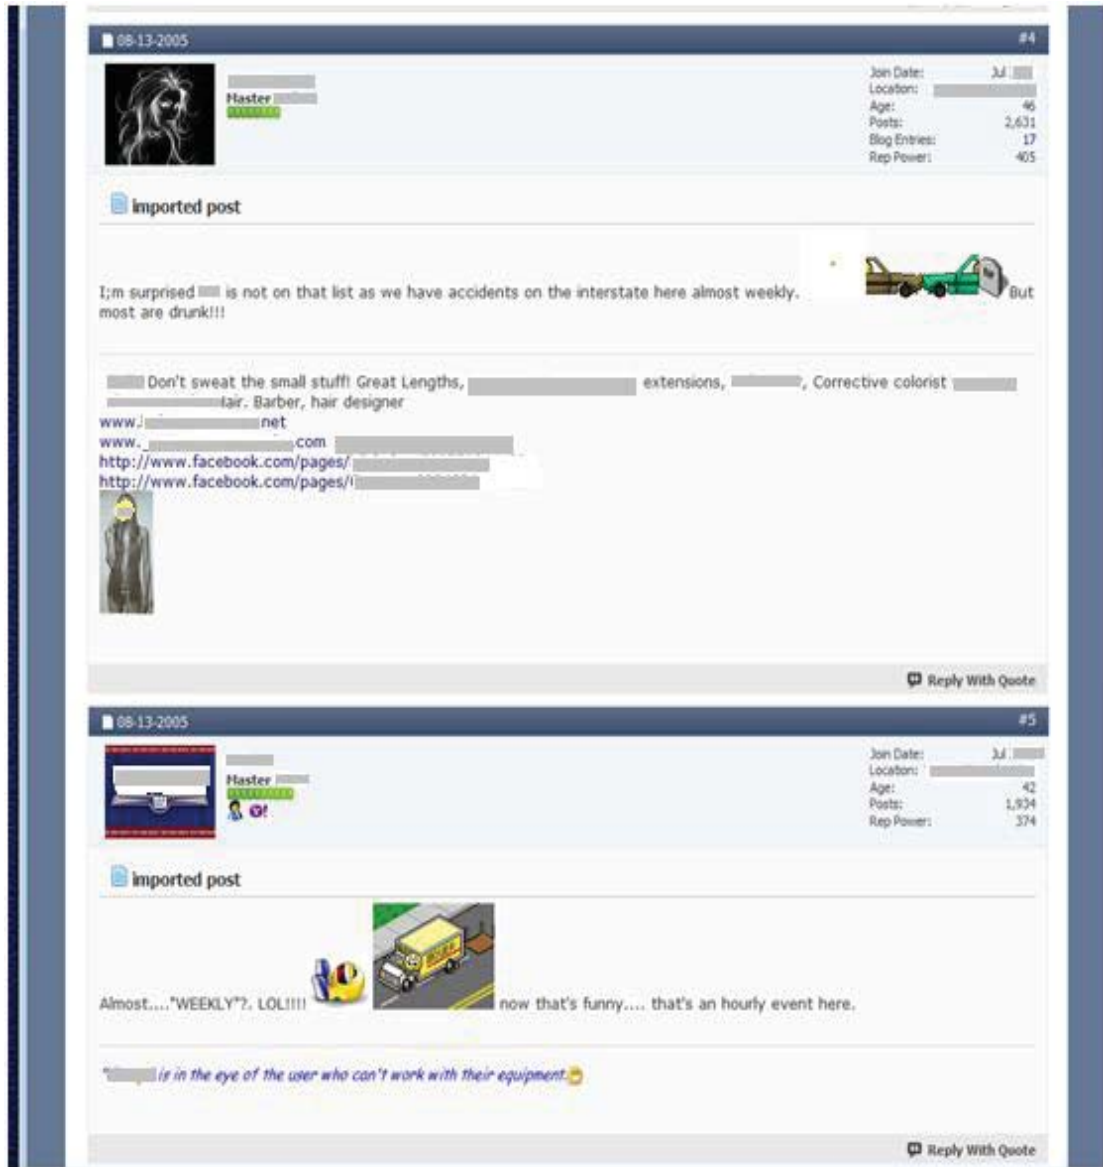 08-13-2005 #4
Master
Join Date: Jul
Location:
Age: 46
Posts: 2,631
Blog Entries: 17
Rep Power: 405
imported post
I;m surprised is not on that list as we have accidents on the interstate here almost weekly. But
most are drunk!!!
Don't sweat the small stuff! Great Lengths, extensions, , Corrective colorist
Barber, hair designer
www. net
www. .com
http://www.facebook.com/pages/
http://www.facebook.com/pages/
Reply With Quote
08-13-2005 #5
Master
Join Date: Jul
Location:
Age: 42
Posts: 1,934
Rep Power: 374
imported post
Almost...."WEEKLY"?. LOL!!!! now that's funny.... that's an hourly event here.
" is in the eye of the user who can't work with their equipment.
Reply With Quote